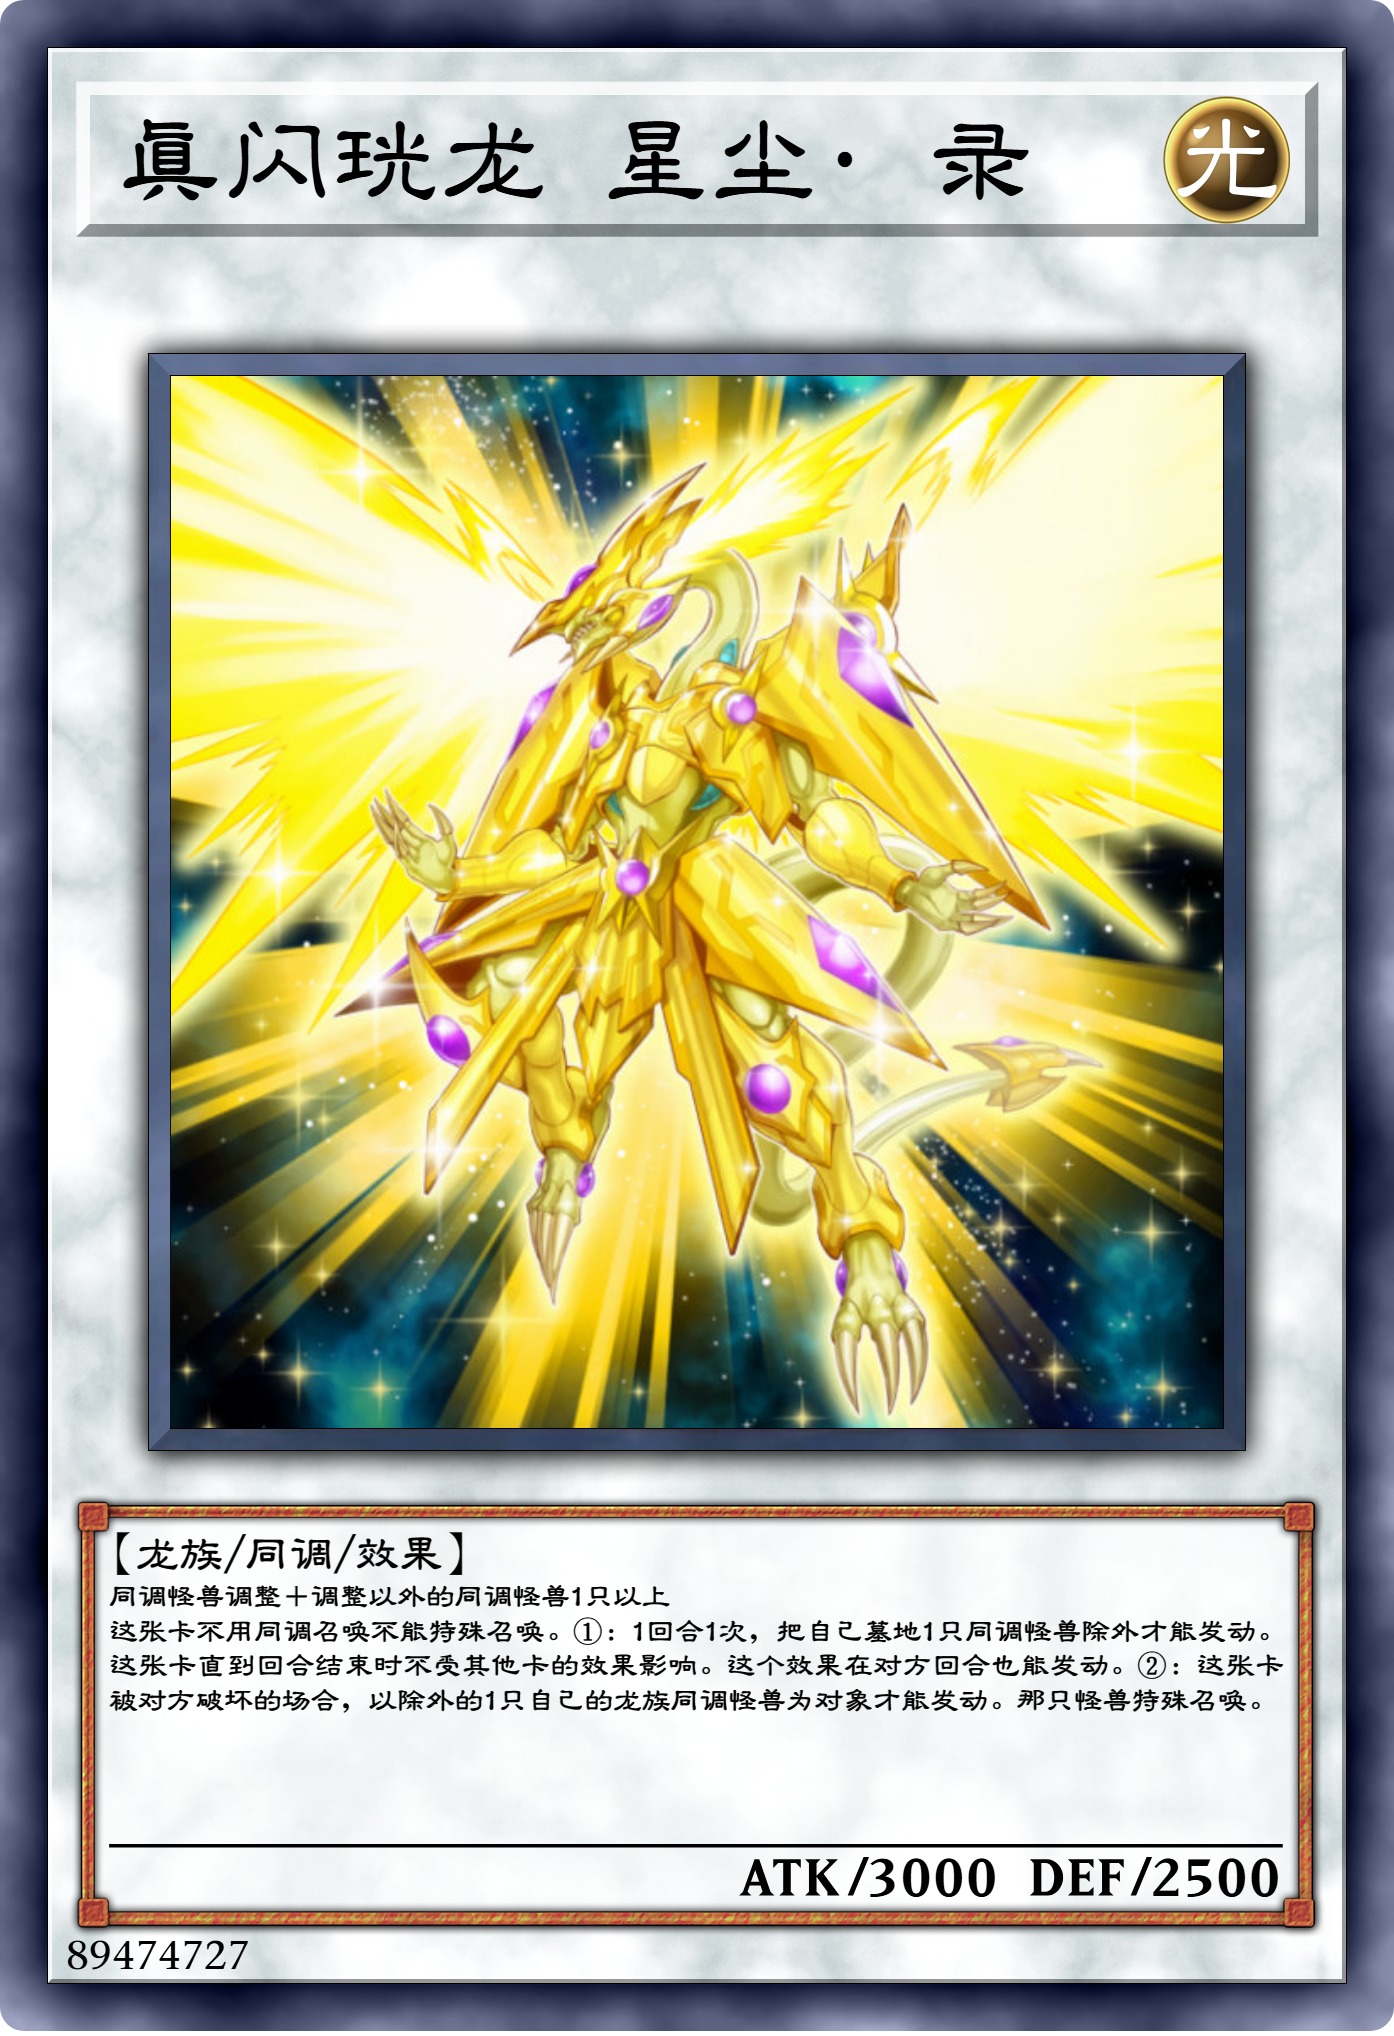 眞闪珖龙 星尘· 录
光
【龙族/同调/效果】
同调怪兽调整＋调整以外的同调怪兽1只以上
这张卡不用同调召唤不能特殊召唤。①：1回合1次，把自己墓地1只同调怪兽除外才能发动。
这张卡直到回合结束时不受其他卡的效果影响。这个效果在对方回合也能发动。②：这张卡
被对方破坏的场合，以除外的1只自己的龙族同调怪兽为对象才能发动。那只怪兽特殊召唤。
ATK/3000 DEF/2500
89474727